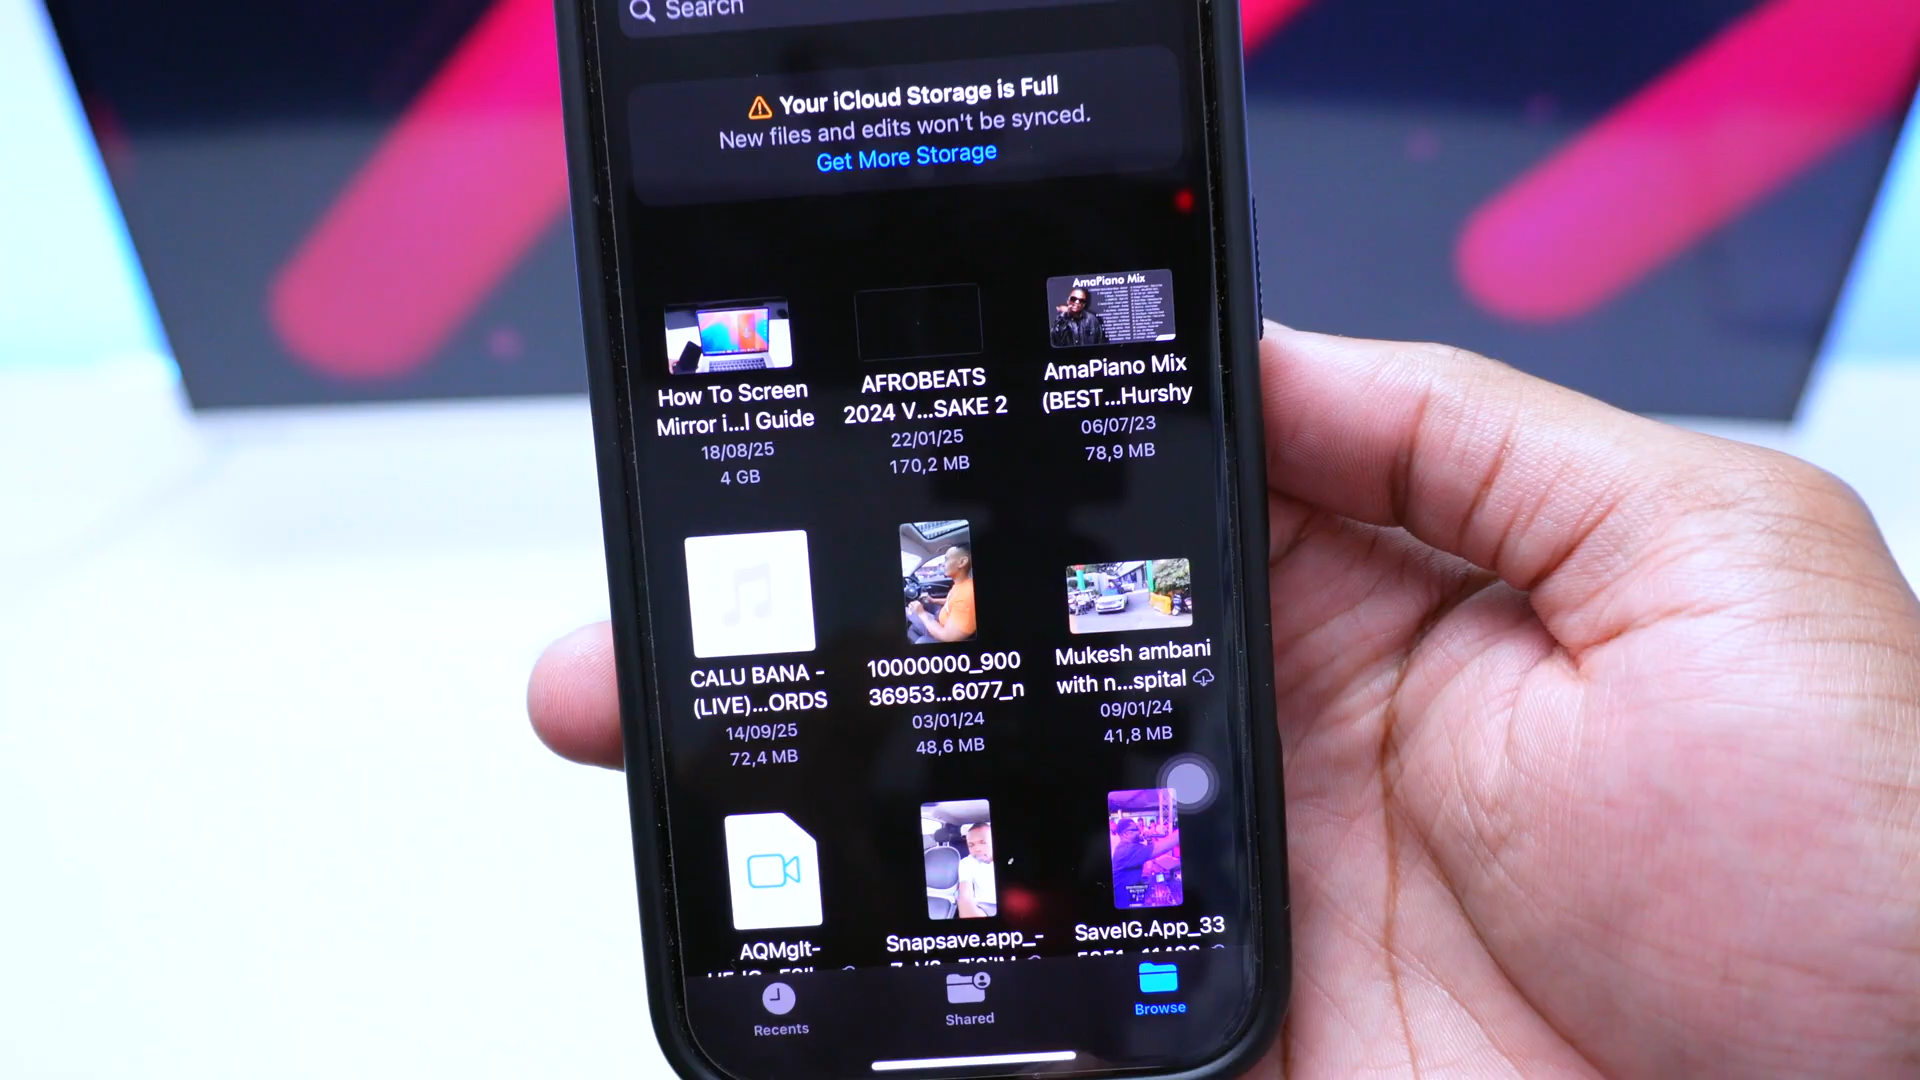 Search
Your iCloud Storage is Full
New files and edits won't be synced.
Get More Storage
AmaPiano Mix
How To Screen
Mirror i...l Guide
18/08/25
4 GB
AFROBEATS
2024 V...SAKE 2
22/01/25
170,2 MB
AmaPiano Mix
(BEST...Hurshy
06/07/23
78,9 MB
CALU BANA -
(LIVE)...ORDS
14/09/25
72,4 MB
10000000_900
36953...6077_n
03/01/24
48,6 MB
Mukesh ambani
with n...spital
09/01/24
41,8 MB
Snapsave.app_-
SaveIG.App_33
Recents
Shared
Browse